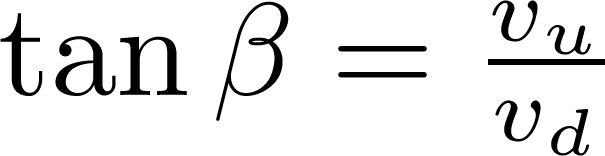 tan β = v_u / v_d